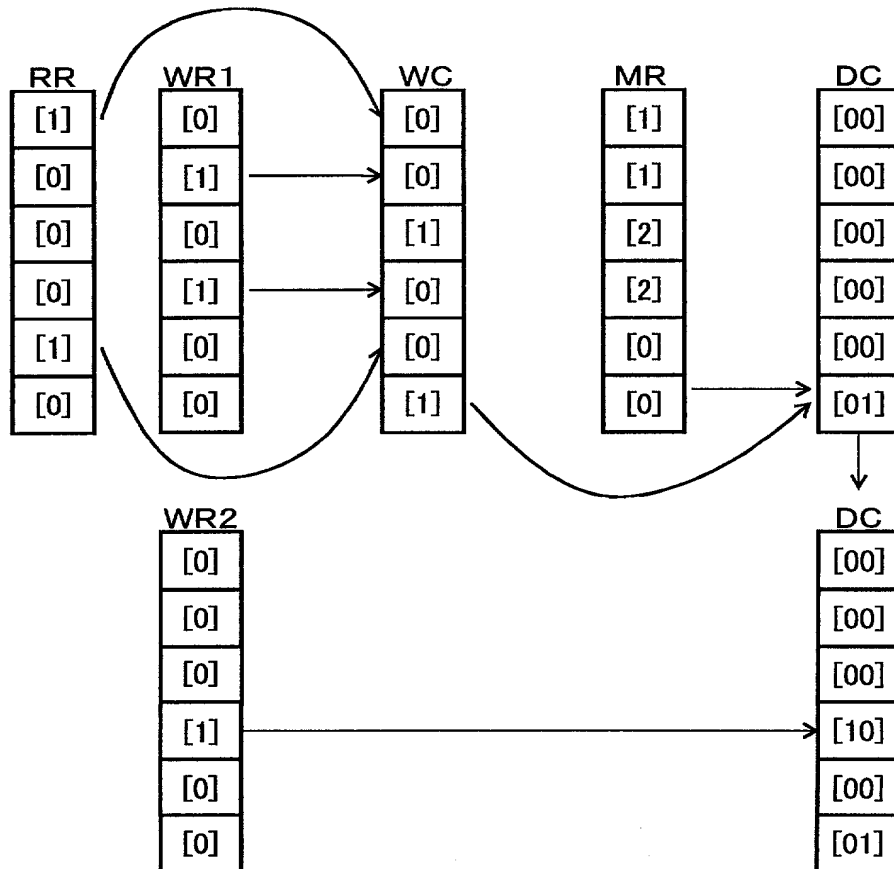 RR WR1 WC MR DC
[1] [0] [0] [1] [00]
[0] [1] [0] [1] [00]
[0] [0] [1] [2] [00]
[0] [1] [0] [2] [00]
[1] [0] [0] [0] [00]
[0] [0] [1] [0] [01]
WR2 DC
[0] [00]
[0] [00]
[0] [00]
[1] [10]
[0] [00]
[0] [01]